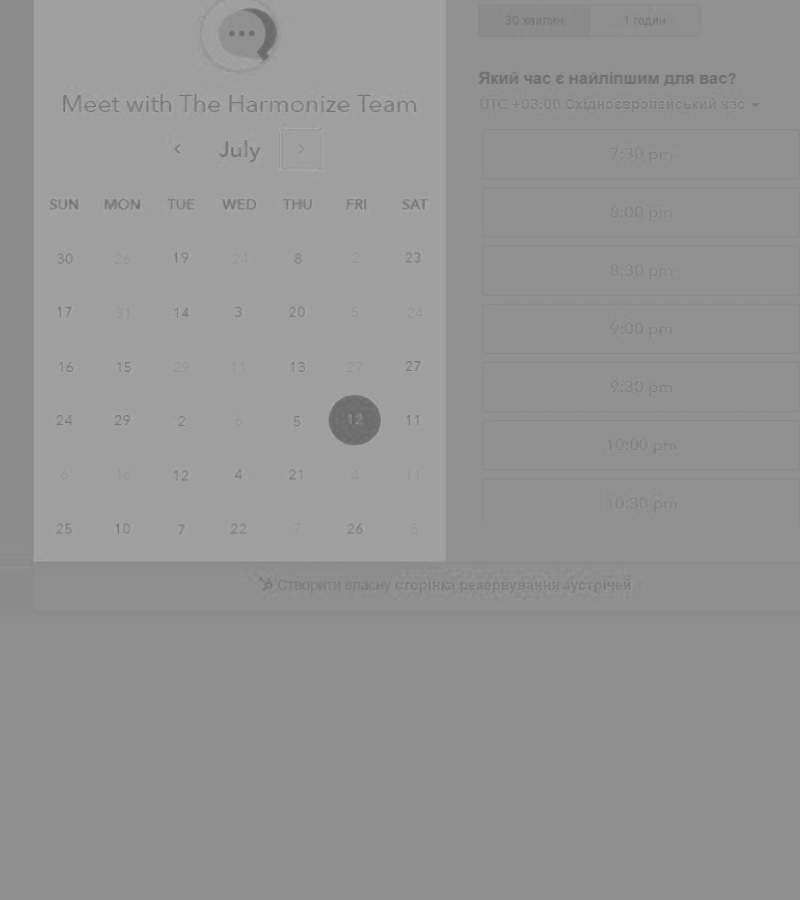 30 хвилин 1 годин
Meet with The Harmonize Team
July
SUN MON TUE WED THU FRI SAT
30 26 19 24 8 2 23
17 31 14 3 20 5 24
16 15 29 11 13 27 27
24 29 2 6 5 12 11
6 16 12 4 21 4 11
25 10 7 22 7 26 8
Який час є найліпшим для вас?
UTC +03:00 Східноєвропейський час
7:30 pm
8:00 pm
8:30 pm
9:00 pm
9:30 pm
10:00 pm
10:30 pm
Створити власну сторінка резервування зустрічей